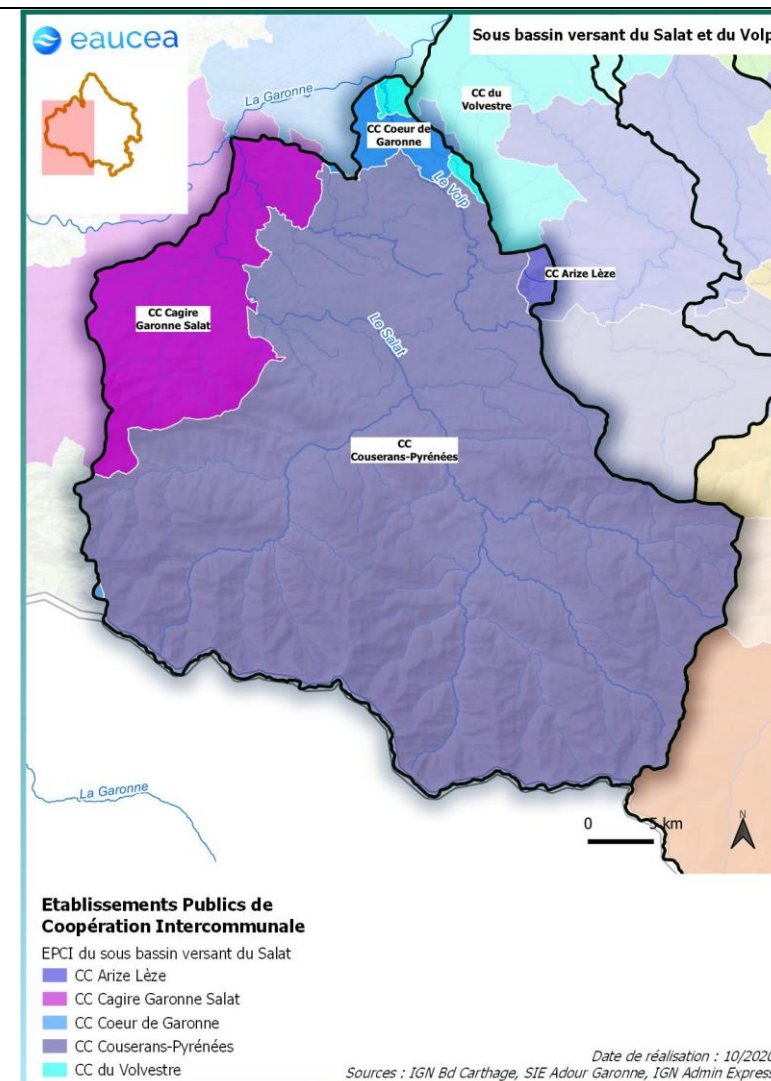 eaucea
Sous bassin versant du Salat et du Volp
La Garonne
CC du
Volvestre
CC Coeur de
Garonne
Le Volp
CC Arize Lèze
CC Cagire
Garonne Salat
Le Salat
CC
Couserans-Pyrénées
La Garonne
0 5 km
N
Etablissements Publics de
Coopération Intercommunale
EPCI du sous bassin versant du Salat
CC Arize Lèze
CC Cagire Garonne Salat
CC Coeur de Garonne
CC Couserans-Pyrénées
CC du Volvestre
Date de réalisation : 10/2020
Sources : IGN Bd Carthage, SIE Adour Garonne, IGN Admin Express